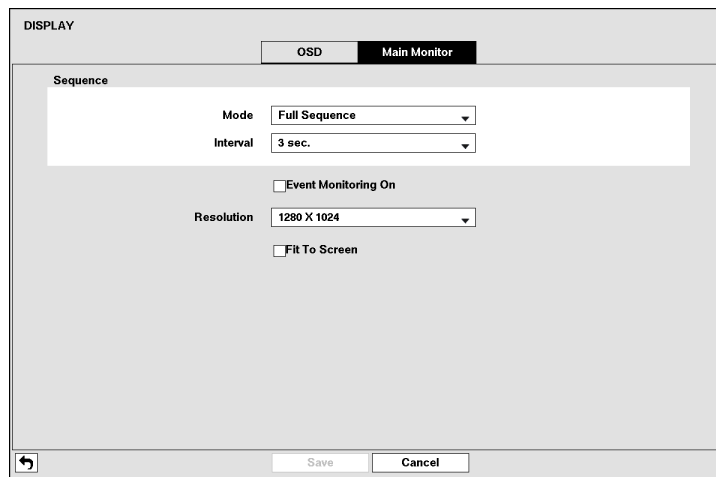 DISPLAY
OSD
Main Monitor
Sequence
Mode
Full Sequence
Interval
3 sec.
Event Monitoring On
Resolution
1280 X 1024
Fit To Screen
Save
Cancel